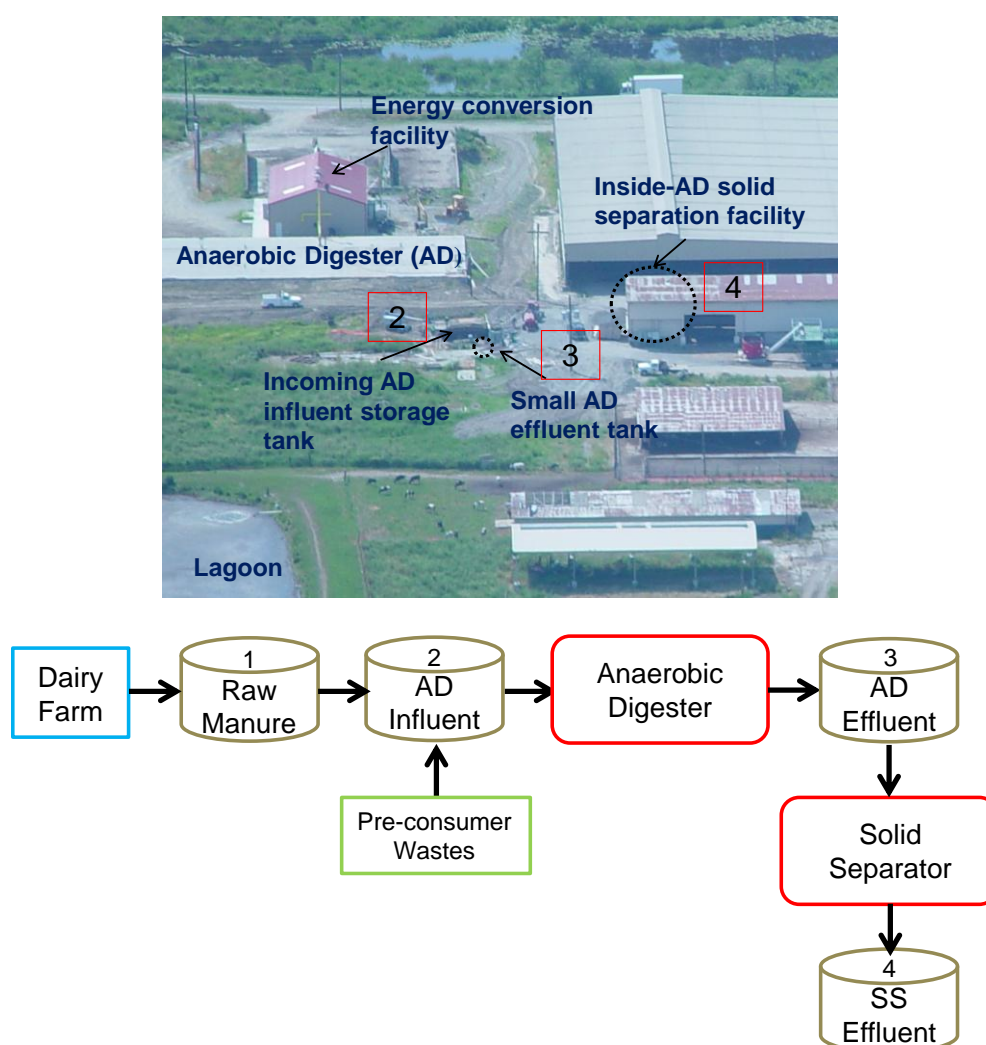 Energy conversion
facility
Inside-AD solid
separation facility
Anaerobic Digester (AD)
2
4
3
Incoming AD
influent storage
tank
Small AD
effluent tank
Lagoon
Dairy
Farm
1
Raw
Manure
2
AD
Influent
Anaerobic
Digester
3
AD
Effluent
Pre-consumer
Wastes
Solid
Separator
4
SS
Effluent